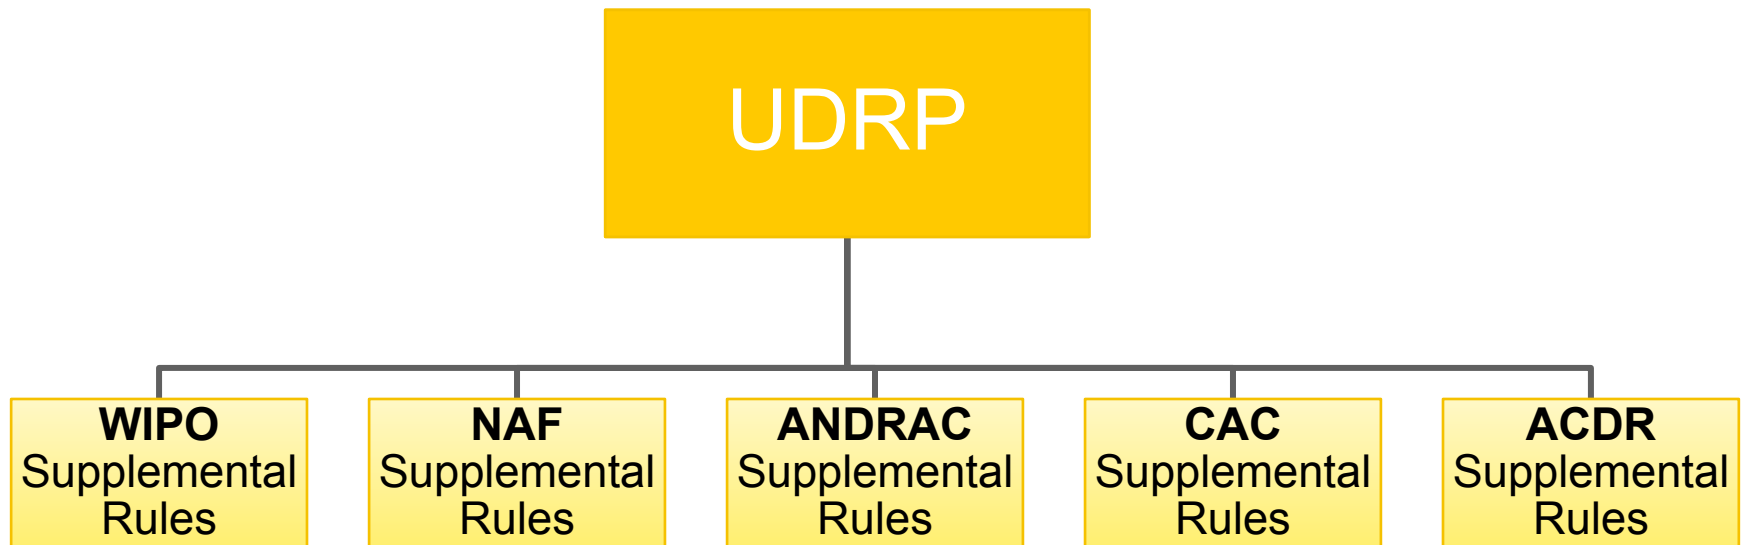 UDRP
WIPO
Supplemental
Rules
NAF
Supplemental
Rules
ANDRAC
Supplemental
Rules
CAC
Supplemental
Rules
ACDR
Supplemental
Rules